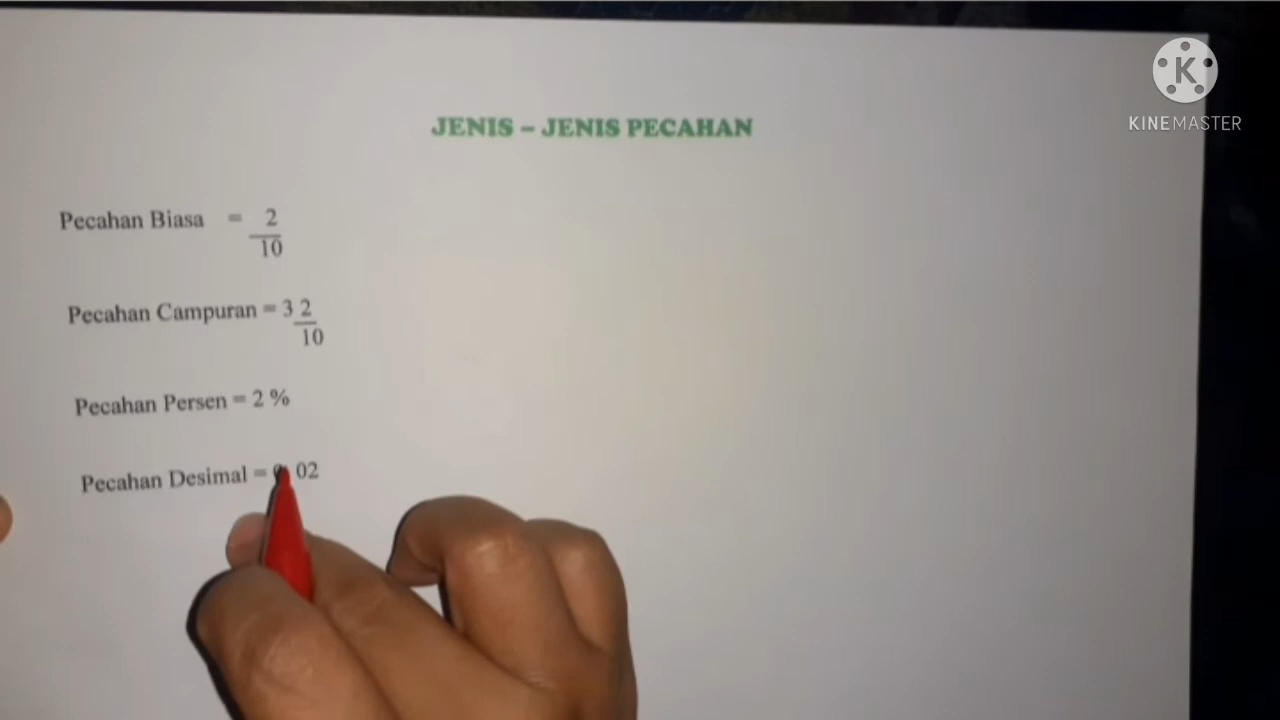 JENIS – JENIS PECAHAN
Pecahan Biasa = 2
10
Pecahan Campuran = 3 2
10
Pecahan Persen = 2 %
Pecahan Desimal = 02
K
KINEMASTER